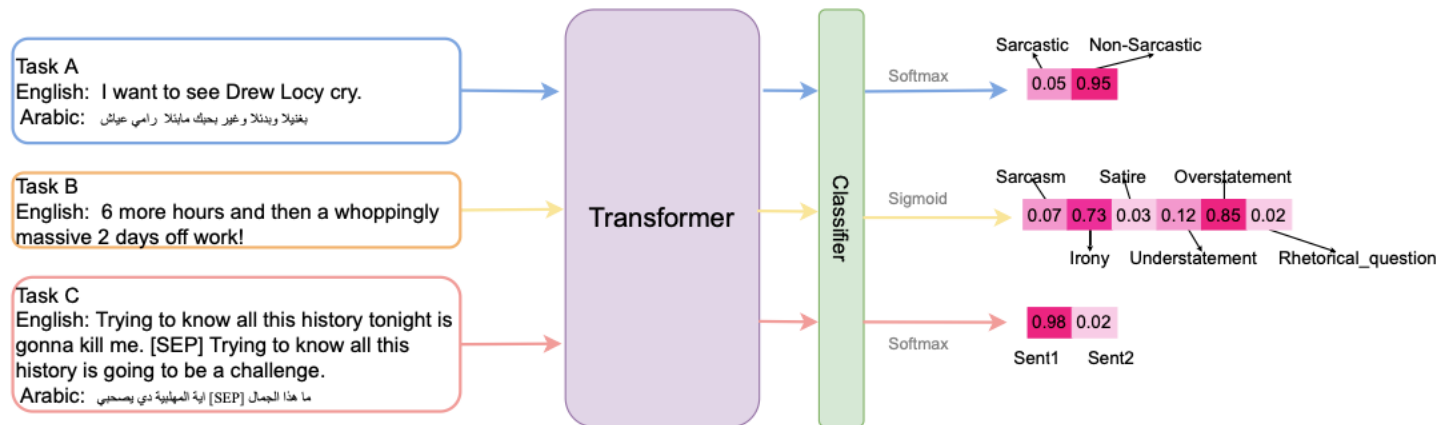 Task A
English: I want to see Drew Locy cry.
Arabic: بغنيلا وبدئلا وغير بحبك مابئلا رامي عياش
Task B
English: 6 more hours and then a whoppingly
massive 2 days off work!
Task C
English: Trying to know all this history tonight is
gonna kill me. [SEP] Trying to know all this
history is going to be a challenge.
Arabic: ما هذا الجمال [SEP] اية المهلبية دي يصحبي
Transformer
Classifier
Softmax
Sarcastic Non-Sarcastic
0.05 0.95
Sigmoid
Sarcasm Satire Overstatement
0.07 0.73 0.03 0.12 0.85 0.02
Irony Understatement Rhetorical_question
Softmax
0.98 0.02
Sent1 Sent2